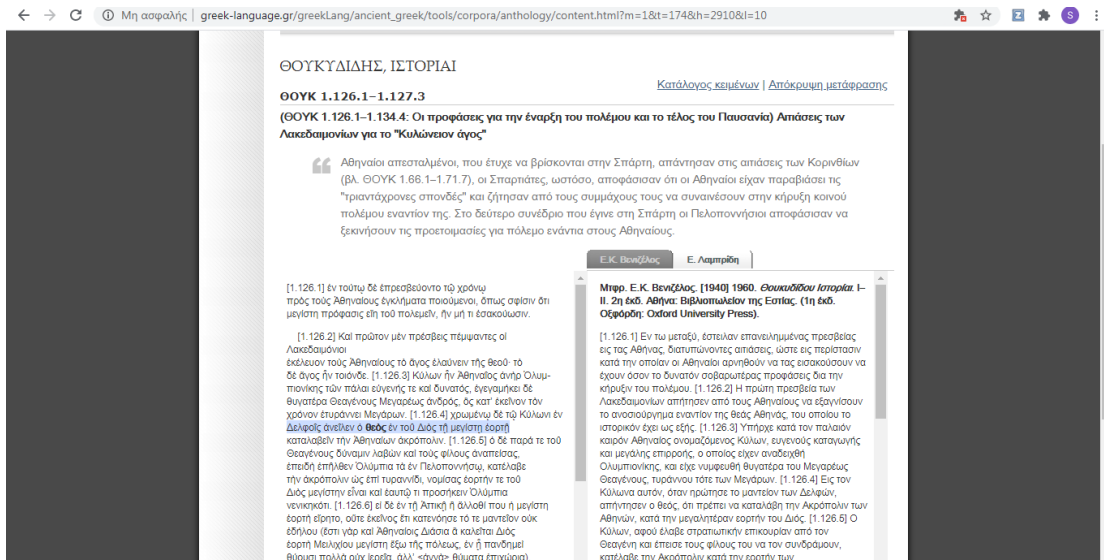 Μη ασφαλής | greek-language.gr/greekLang/ancient_greek/tools/corpora/anthology/content.html?m=1&t=174&h=2910&l=10
S
ΘΟΥΚΥΔΙΔΗΣ, ΙΣΤΟΡΙΑΙ
Κατάλογος κειμένων | Απόκρυψη μετάφρασης
ΘΟΥΚ 1.126.1–1.127.3
(ΘΟΥΚ 1.126.1–1.134.4: Οι προφάσεις για την έναρξη του πολέμου και το τέλος του Παυσανία) Αιτιάσεις των
Λακεδαιμονίων για το "Κυλώνειον άγος"
Αθηναίοι απεσταλμένοι, που έτυχε να βρίσκονται στην Σπάρτη, απάντησαν στις αιτιάσεις των Κορινθίων
(βλ. ΘΟΥΚ 1.66.1–1.71.7), οι Σπαρτιάτες, ωστόσο, αποφάσισαν ότι οι Αθηναίοι είχαν παραβιάσει τις
"τριαντάχρονες σπονδές" και ζήτησαν από τους συμμάχους τους να συναινέσουν στην κήρυξη κοινού
πολέμου εναντίον της. Στο δεύτερο συνέδριο που έγινε στη Σπάρτη οι Πελοποννήσιοι αποφάσισαν να
ξεκινήσουν τις προετοιμασίες για πόλεμο ενάντια στους Αθηναίους.
Ε.Κ. Βενιζέλος Ε. Λαμπρίδη
[1.126.1] ἐν τούτῳ δὲ ἐπρεσβεύοντο τῷ χρόνῳ
πρὸς τοὺς Ἀθηναίους ἐγκλήματα ποιούμενοι, ὅπως σφίσιν ὅτι
μεγίστη πρόφασις εἴη τοῦ πολεμεῖν, ἢν μή τι ἐσακούωσιν.
[1.126.2] Καὶ πρῶτον μὲν πρέσβεις πέμψαντες οἱ
Λακεδαιμόνιοι
ἐκέλευον τοὺς Ἀθηναίους τὸ ἄγος ἐλαύνειν τῆς θεοῦ· τὸ
δὲ ἄγος ἦν τοιόνδε. [1.126.3] Κύλων ἦν Ἀθηναῖος ἀνὴρ Ὀλυμ-
πιονίκης τῶν πάλαι εὐγενής τε καὶ δυνατός, ἐγεγαμήκει δὲ
θυγατέρα Θεαγένους Μεγαρέως ἀνδρός, ὃς κατ' ἐκεῖνον τὸν
χρόνον ἐτυράννει Μεγάρων. [1.126.4] χρωμένῳ δὲ τῷ Κύλωνι ἐν
Δελφοῖς ἀνεῖλεν ὁ θεὸς ἐν τοῦ Διὸς τῇ μεγίστῃ ἑορτῇ
καταλαβεῖν τὴν Ἀθηναίων ἀκρόπολιν. [1.126.5] ὁ δὲ παρά τε τοῦ
Θεαγένους δύναμιν λαβὼν καὶ τοὺς φίλους ἀναπείσας,
ἐπειδὴ ἐπῆλθεν Ὀλύμπια τὰ ἐν Πελοποννήσῳ, κατέλαβε
τὴν ἀκρόπολιν ὡς ἐπὶ τυραννίδι, νομίσας ἑορτήν τε τοῦ
Διὸς μεγίστην εἶναι καὶ ἑαυτῷ τι προσήκειν Ὀλύμπια
νενικηκότι. [1.126.6] εἰ δὲ ἐν τῇ Ἀττικῇ ἢ ἄλλοθί που ἡ μεγίστη
ἑορτὴ εἴρητο, οὔτε ἐκεῖνος ἔτι κατενόησε τό τε μαντεῖον οὐκ
ἐδήλου (ἔστι γὰρ καὶ Ἀθηναίοις Διάσια ἃ καλεῖται Διὸς
ἑορτὴ Μειλιχίου μεγίστη ἔξω τῆς πόλεως, ἐν ᾗ πανδημεὶ
θύουσι πολλὰ οὐχ ἱερεῖα, ἀλλ' <ἁγνὰ> θύματα ἐπιχώρια)
Μτφρ. Ε.Κ. Βενιζέλος. [1940] 1960. Θουκυδίδου Ιστορίαι. Ι–
ΙΙ. 2η έκδ. Αθήνα: Βιβλιοπωλείον της Εστίας. (1η έκδ.
Οξφόρδη: Oxford University Press).
[1.126.1] Εν τω μεταξύ, έστειλαν επανειλημμένας πρεσβείας
εις τας Αθήνας, διατυπώνοντες αιτιάσεις, ώστε εις περίστασιν
κατά την οποίαν οι Αθηναίοι αρνηθούν να τας εισακούσουν να
έχουν όσον το δυνατόν σοβαρωτέρας προφάσεις δια την
κήρυξιν του πολέμου. [1.126.2] Η πρώτη πρεσβεία των
Λακεδαιμονίων απήτησεν από τους Αθηναίους να εξαγνίσουν
το ανοσιούργημα εναντίον της θεάς Αθηνάς, του οποίου το
ιστορικόν έχει ως εξής. [1.126.3] Υπήρχε κατά τον παλαιόν
καιρόν Αθηναίος ονομαζόμενος Κύλων, ευγενούς καταγωγής
και μεγάλης επιρροής, ο οποίος είχεν αναδειχθή
Ολυμπιονίκης, και είχε νυμφευθή θυγατέρα του Μεγαρέως
Θεαγένους, τυράννου τότε των Μεγάρων. [1.126.4] Εις τον
Κύλωνα αυτόν, όταν ηρώτησε το μαντείον των Δελφών,
απήντησεν ο θεός, ότι πρέπει να καταλάβη την Ακρόπολιν των
Αθηνών, κατά την μεγαλητέραν εορτήν του Διός. [1.126.5] Ο
Κύλων, αφού έλαβε στρατιωτικήν επικουρίαν από τον
Θεαγένη και έπεισε τους φίλους του να τον συνδράμουν,
κατέλαβε την Ακρόπολιν κατά την εορτήν των